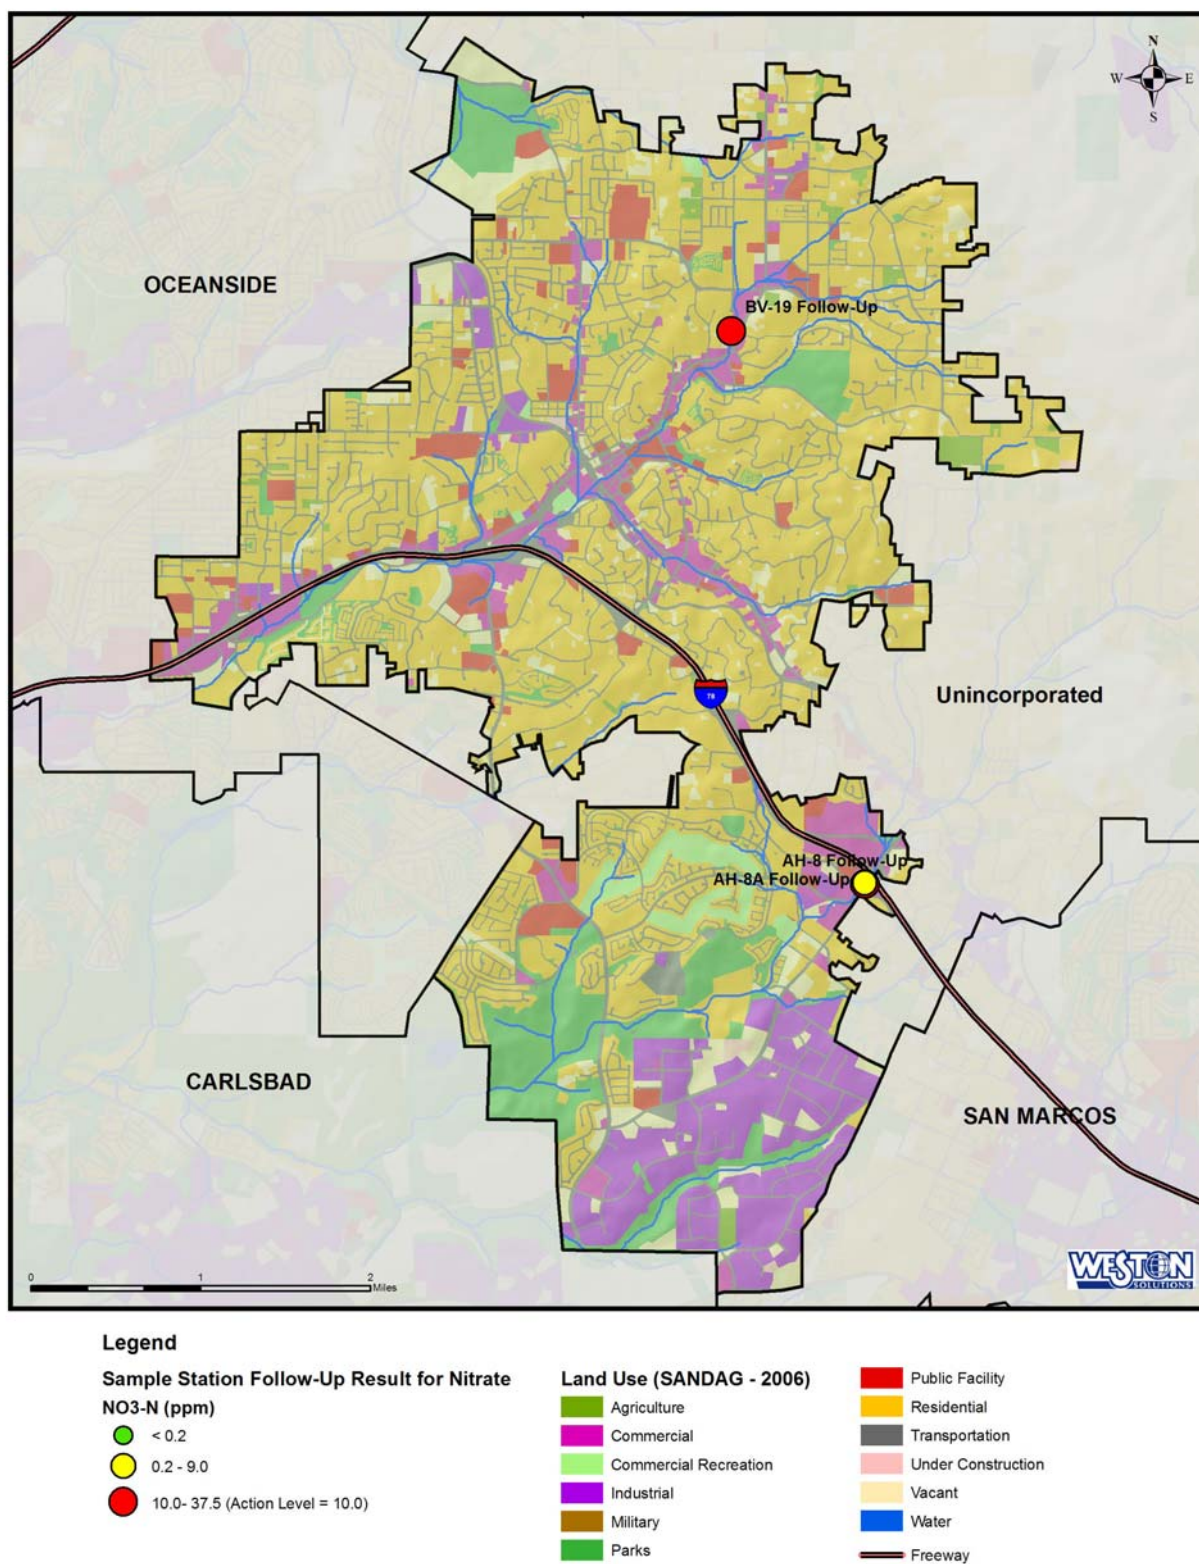 N
W E
S
OCEANSIDE
BV-19 Follow-Up
Unincorporated
78
AH-8 Follow-Up
AH-8A Follow-Up
CARLSBAD
SAN MARCOS
WESTON
SOLUTIONS
0 1 2
Miles
Legend
Sample Station Follow-Up Result for Nitrate
NO3-N (ppm)
< 0.2
0.2 - 9.0
10.0- 37.5 (Action Level = 10.0)
Land Use (SANDAG - 2006)
Agriculture
Commercial
Commercial Recreation
Industrial
Military
Parks
Public Facility
Residential
Transportation
Under Construction
Vacant
Water
Freeway